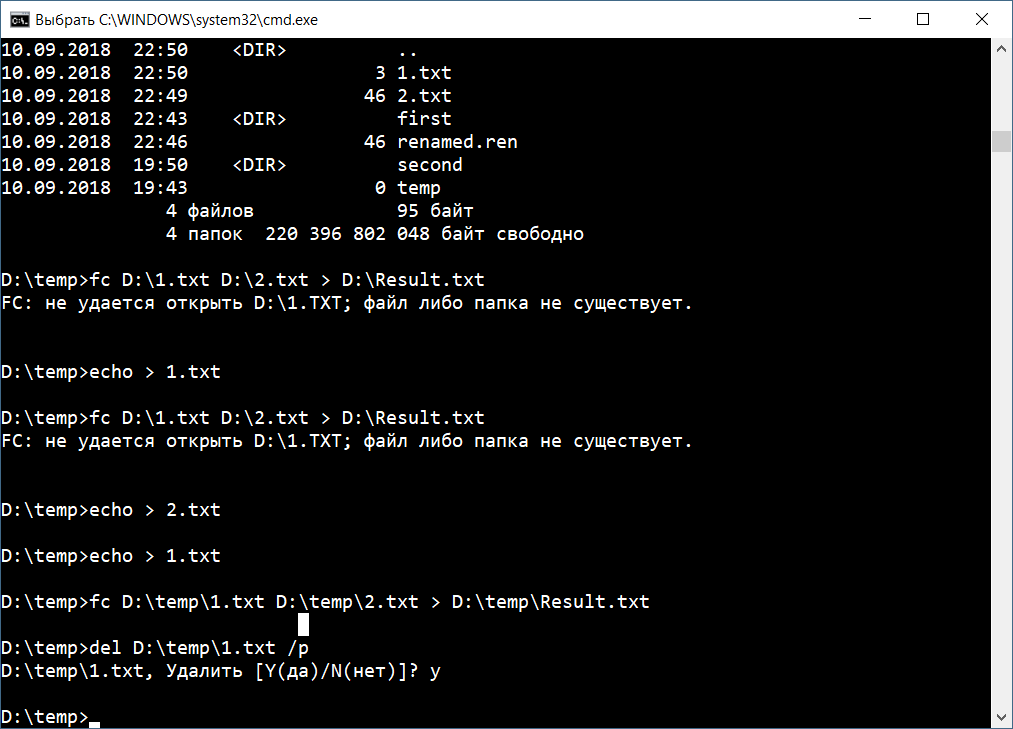 Выбрать C:\WINDOWS\system32\cmd.exe
10.09.2018  22:50    <DIR>          ..
10.09.2018  22:50                 3 1.txt
10.09.2018  22:49                46 2.txt
10.09.2018  22:43    <DIR>          first
10.09.2018  22:46                46 renamed.ren
10.09.2018  19:50    <DIR>          second
10.09.2018  19:43                 0 temp
               4 файлов             95 байт
               4 папок  220 396 802 048 байт свободно
D:\temp>fc D:\1.txt D:\2.txt > D:\Result.txt
FC: не удается открыть D:\1.TXT; файл либо папка не существует.
D:\temp>echo > 1.txt
D:\temp>fc D:\1.txt D:\2.txt > D:\Result.txt
FC: не удается открыть D:\1.TXT; файл либо папка не существует.
D:\temp>echo > 2.txt
D:\temp>echo > 1.txt
D:\temp>fc D:\temp\1.txt D:\temp\2.txt > D:\temp\Result.txt
D:\temp>del D:\temp\1.txt /p
D:\temp\1.txt, Удалить [Y(да)/N(нет)]? y
D:\temp>